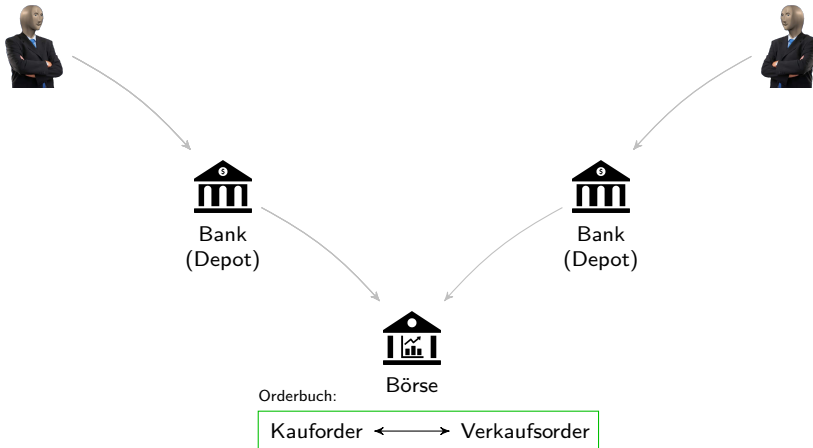 Bank
(Depot)
Bank
(Depot)
Börse
Orderbuch:
Kauforder Verkaufsorder